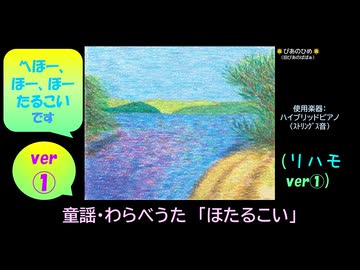 ♪ほー、
ほー、ほー
たるこい
です
ver
①
✸ぴあのひめ✸
(旧ぴあのばばぁ)
使用楽器:
ハイブリッドピアノ
(ストリングス音)
(リハモ
ver①)
童謡・わらべうた 「ほたるこい」